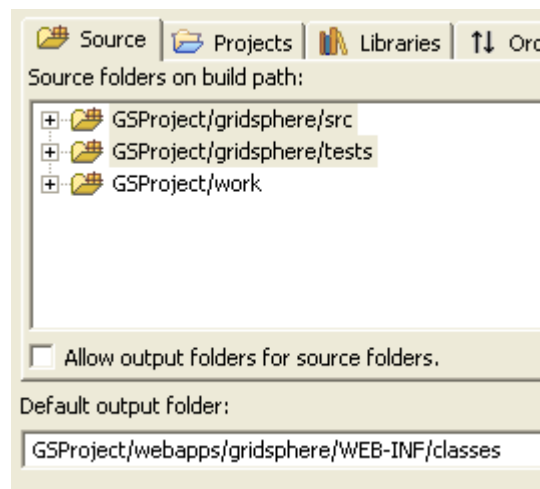 Source Projects Libraries Orc
Source folders on build path:
GSProject/gridsphere/src
GSProject/gridsphere/tests
GSProject/work
Allow output folders for source folders.
Default output folder:
GSProject/webapps/gridsphere/WEB-INF/classes